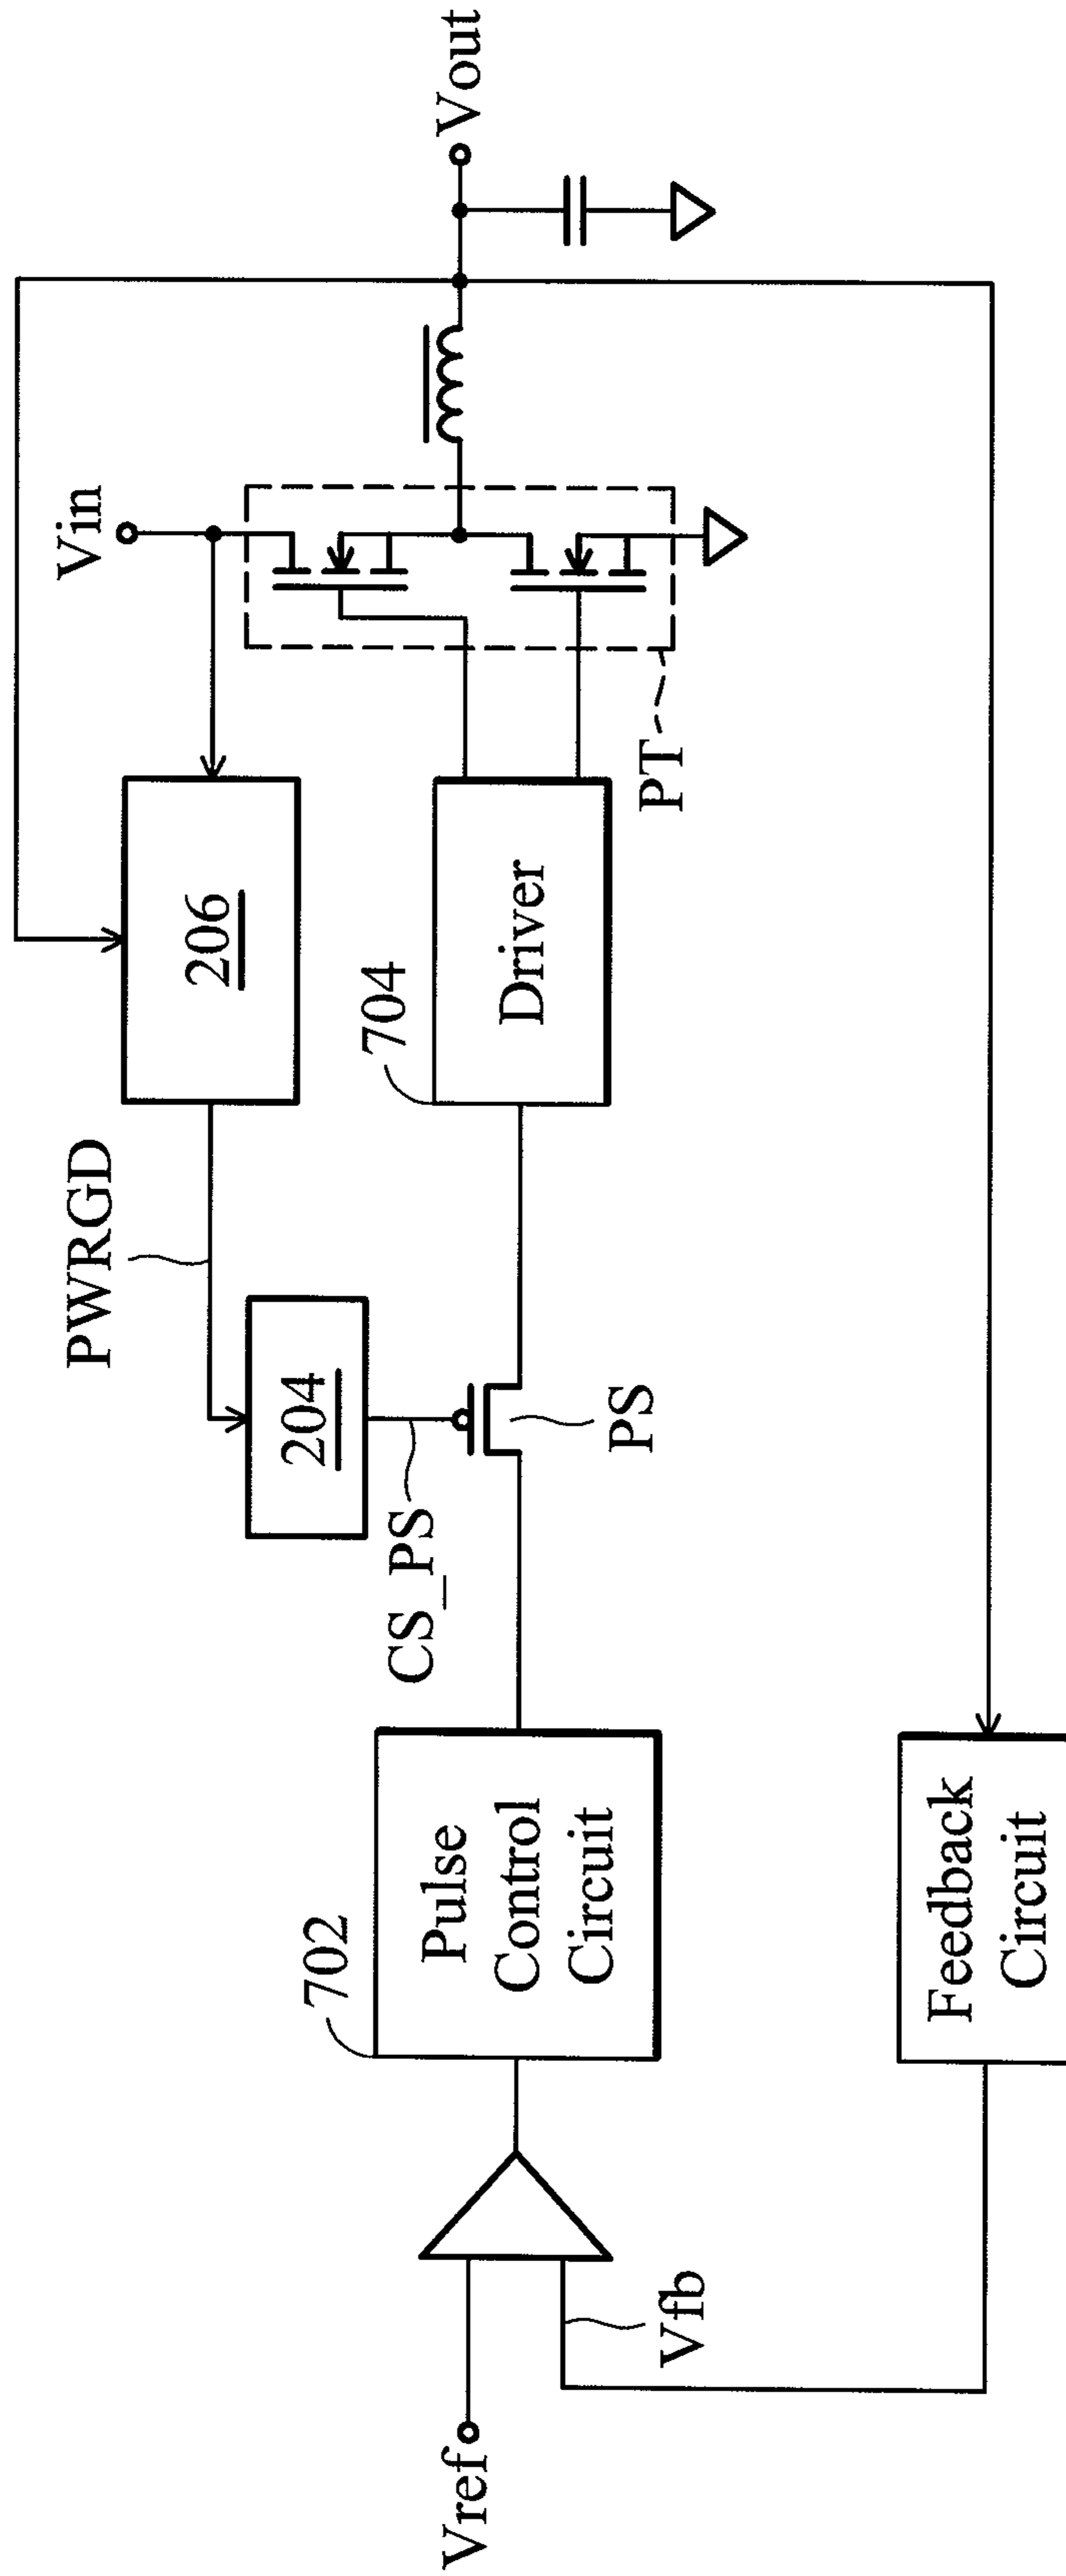 Vin
Vout
PWRGD
206
204
CS_PS
PS
704
Driver
PT
702
Pulse
Control
Circuit
Vref
Vfb
Feedback
Circuit